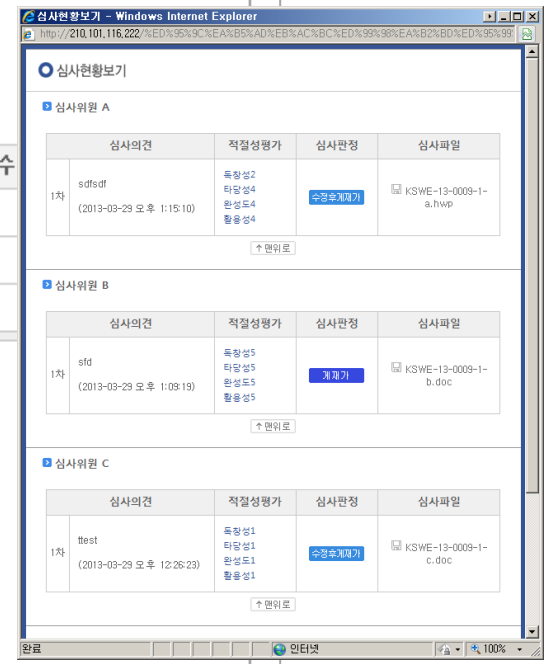 심사현황보기 - Windows Internet Explorer
http://210,101,116,222/%ED%95%9C%EA%B5%AD%EB%AC%BC%ED%99%98%EA%B2%BD%ED%95%99
심사현황보기
심사위원 A
심사의견 적절성평가 심사판정 심사파일
1차
sdfsdf
(2013-03-29 오후 1:15:10)
독창성2
타당성4
완성도4
활용성4
수정후게재가
KSWE-13-0009-1-
a.hwp
↑맨위로
심사위원 B
심사의견 적절성평가 심사판정 심사파일
1차
sfd
(2013-03-29 오후 1:09:19)
독창성5
타당성5
완성도5
활용성5
게재가
KSWE-13-0009-1-
b.doc
↑맨위로
심사위원 C
심사의견 적절성평가 심사판정 심사파일
1차
ttest
(2013-03-29 오후 12:26:23)
독창성1
타당성1
완성도1
활용성1
수정후게재가
KSWE-13-0009-1-
c.doc
↑맨위로
완료 인터넷 100%
수